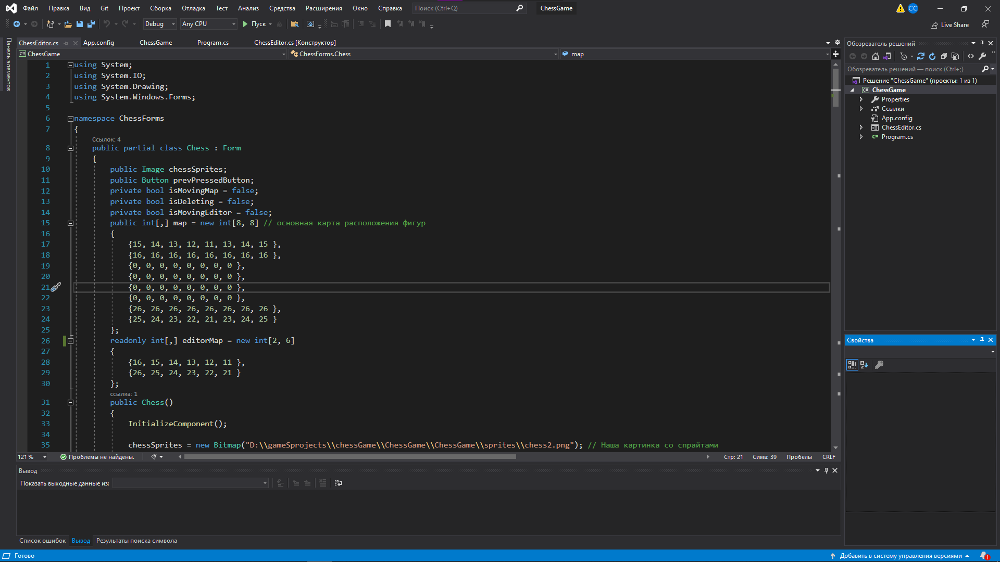 Файл Правка Вид Git Проект Сборка Отладка Тест Анализ Средства Расширения Окно Справка Поиск (Ctrl+Q) ChessGame CC
Debug Any CPU Пуск Live Share
Панель элементов
ChessEditor.cs App.config ChessGame Program.cs ChessEditor.cs [Конструктор]
ChessGame ChessForms.Chess map
1 using System;
2 using System.IO;
3 using System.Drawing;
4 using System.Windows.Forms;
5
6 namespace ChessForms
7 {
Ссылок: 4
8 public partial class Chess : Form
9 {
10 public Image chessSprites;
11 public Button prevPressedButton;
12 private bool isMovingMap = false;
13 private bool isDeleting = false;
14 private bool isMovingEditor = false;
15 public int[,] map = new int[8, 8] // основная карта расположения фигур
16 {
17 {15, 14, 13, 12, 11, 13, 14, 15 },
18 {16, 16, 16, 16, 16, 16, 16, 16 },
19 {0, 0, 0, 0, 0, 0, 0, 0 },
20 {0, 0, 0, 0, 0, 0, 0, 0 },
21 {0, 0, 0, 0, 0, 0, 0, 0 },
22 {0, 0, 0, 0, 0, 0, 0, 0 },
23 {26, 26, 26, 26, 26, 26, 26, 26 },
24 {25, 24, 23, 22, 21, 23, 24, 25 }
25 };
26 readonly int[,] editorMap = new int[2, 6]
27 {
28 {16, 15, 14, 13, 12, 11 },
29 {26, 25, 24, 23, 22, 21 }
30 };
ссылка: 1
31 public Chess()
32 {
33 InitializeComponent();
34
35 chessSprites = new Bitmap("D:\\gameSprojects\\chessGame\\ChessGame\\ChessGame\\sprites\\chess2.png"); // Наша картинка со спрайтами
121 % Проблемы не найдены. Стр: 21 Симв: 39 Пробелы CRLF
Вывод
Показать выходные данные из:
Список ошибок Вывод Результаты поиска символа
Обозреватель решений
Обозреватель решений — поиск (Ctrl+;)
Решение "ChessGame" (проекты: 1 из 1)
ChessGame
Properties
Ссылки
App.config
ChessEditor.cs
Program.cs
Свойства
Готово Добавить в систему управления версиями 1